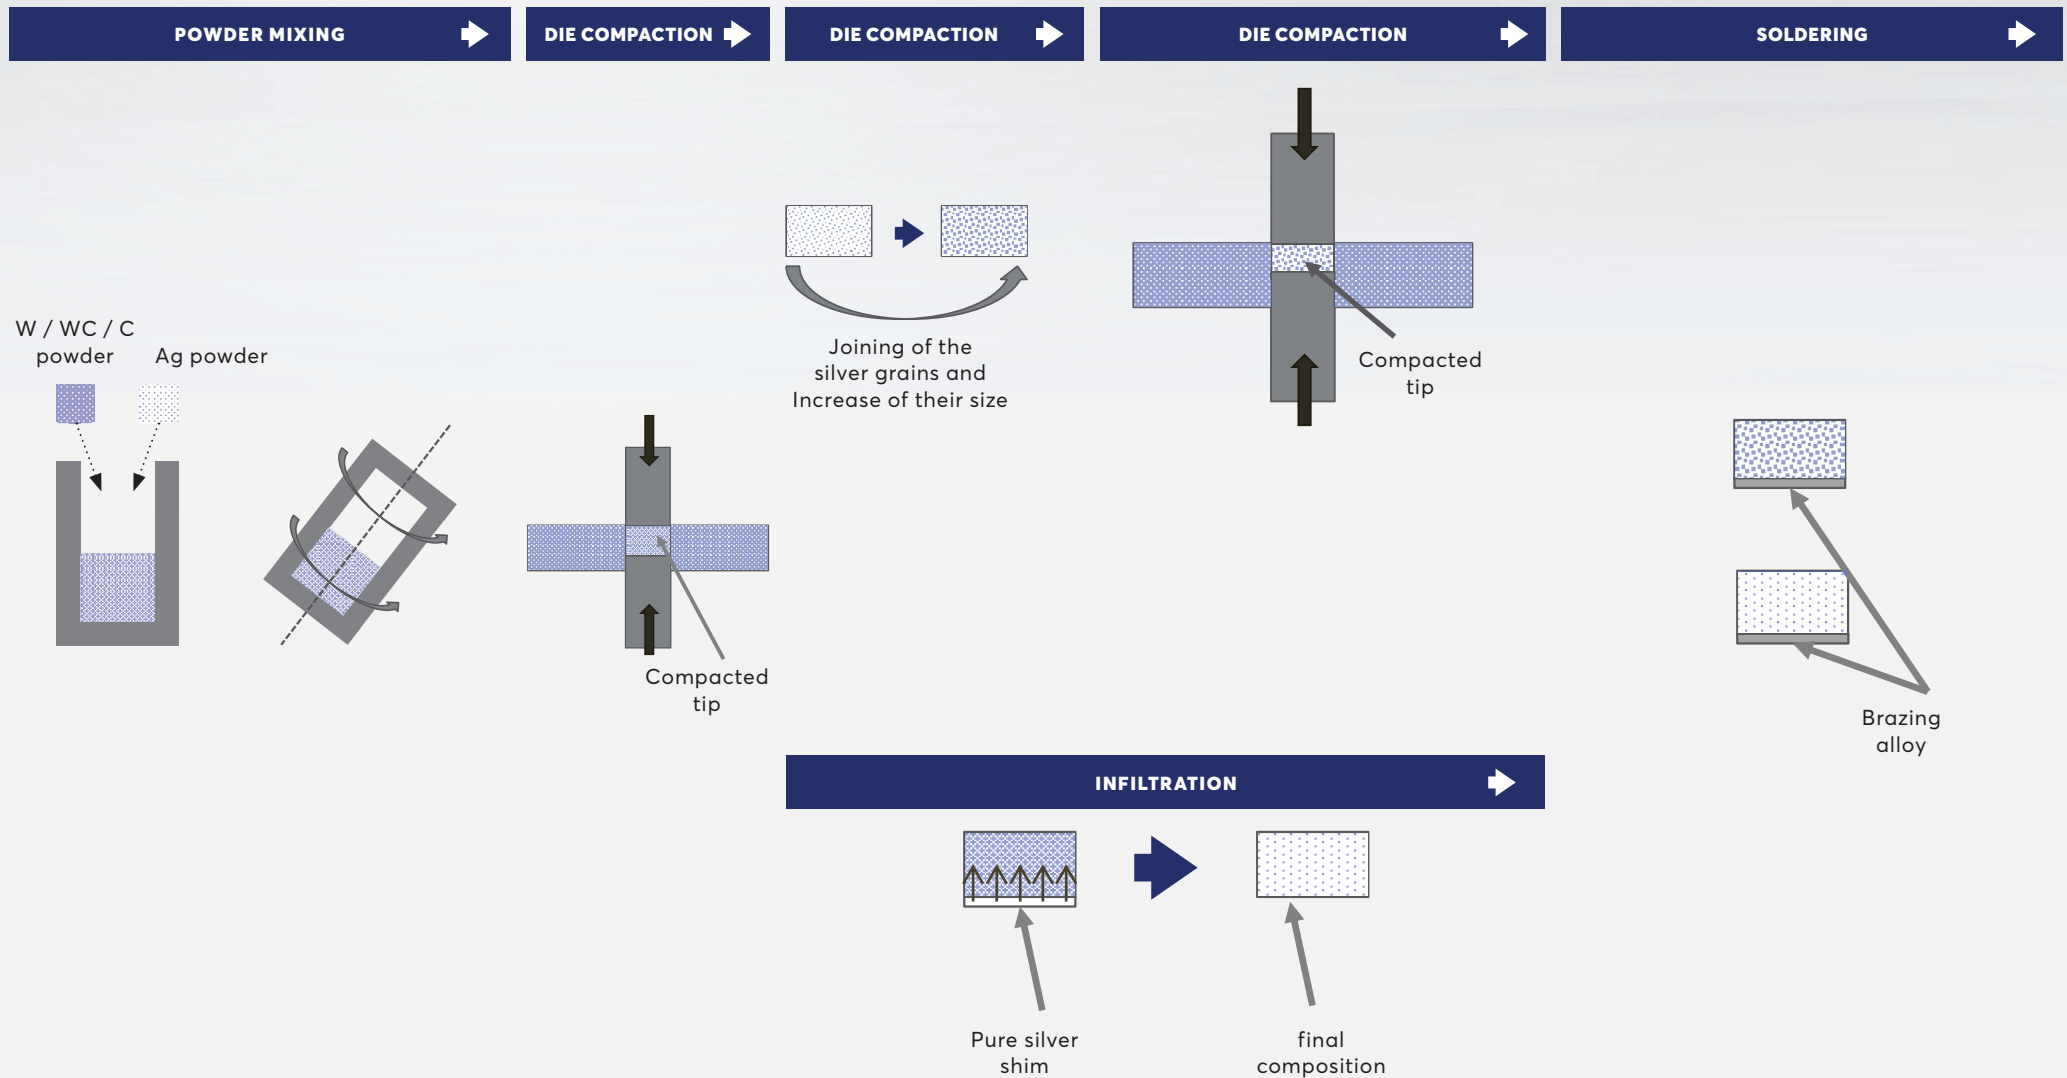 POWDER MIXING
DIE COMPACTION
DIE COMPACTION
DIE COMPACTION
SOLDERING
W / WC / C
powder
Ag powder
Compacted
tip
Joining of the
silver grains and
Increase of their size
Compacted
tip
Brazing
alloy
INFILTRATION
Pure silver
shim
final
composition